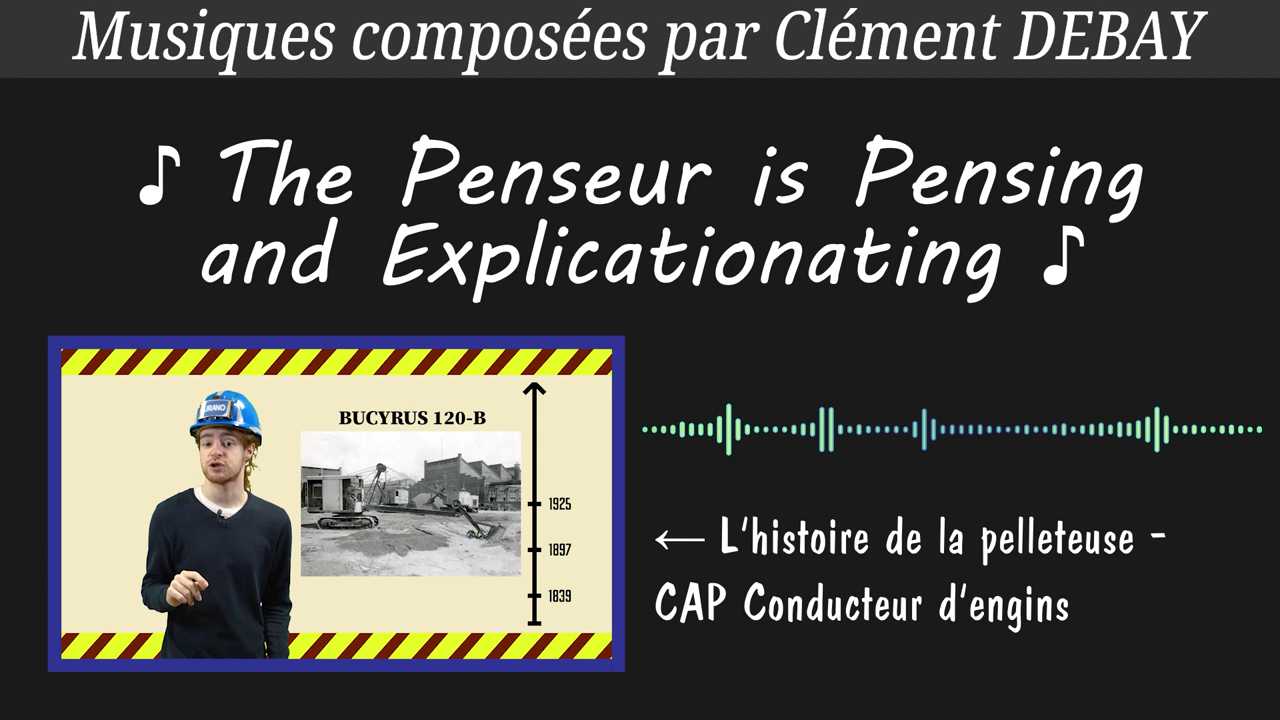 Musiques composées par Clément DEBAY
♪ The Penseur is Pensing
and Explicationating ♪
BUCYRUS 120-B
1925
1897
1839
← L'histoire de la pelleteuse -
CAP Conducteur d'engins